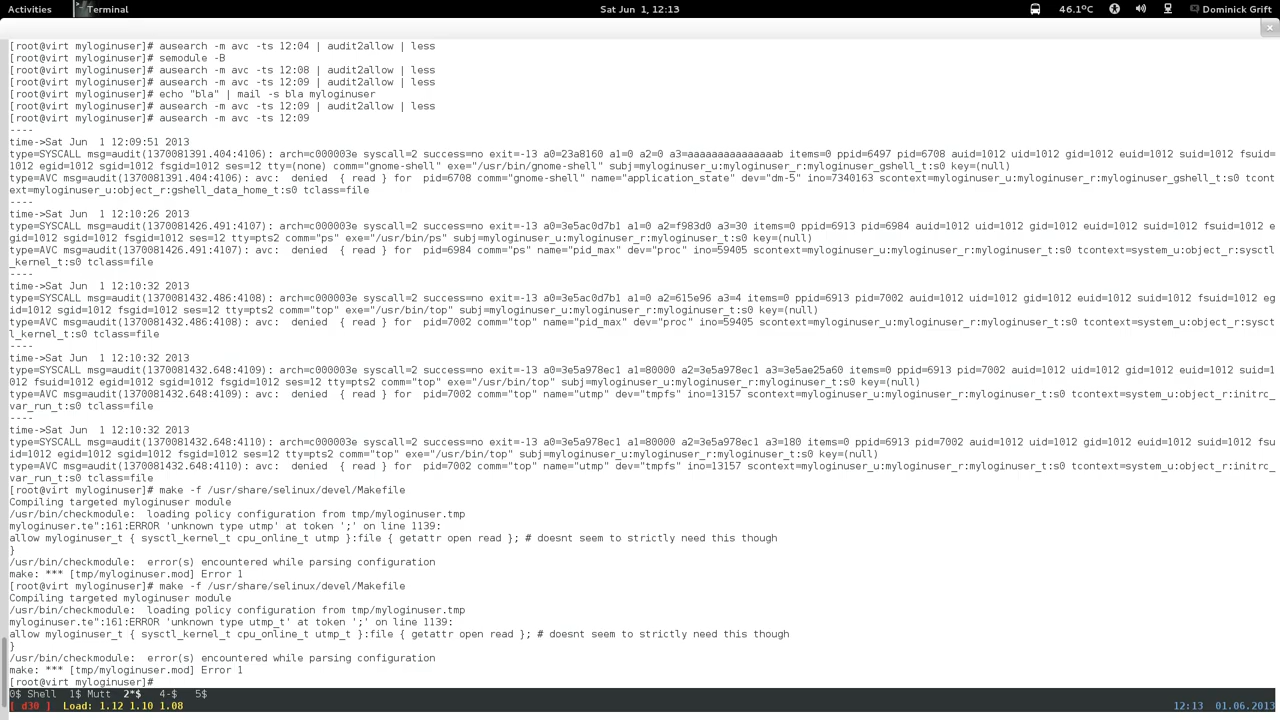 Activities Terminal Sat Jun 1, 12:13 46.1°C Dominick Grift
[root@virt myloginuser]# ausearch -m avc -ts 12:04 | audit2allow | less
[root@virt myloginuser]# semodule -B
[root@virt myloginuser]# ausearch -m avc -ts 12:08 | audit2allow | less
[root@virt myloginuser]# ausearch -m avc -ts 12:09 | audit2allow | less
[root@virt myloginuser]# echo "bla" | mail -s bla myloginuser
[root@virt myloginuser]# ausearch -m avc -ts 12:09 | audit2allow | less
[root@virt myloginuser]# ausearch -m avc -ts 12:09
----
time->Sat Jun  1 12:09:51 2013
type=SYSCALL msg=audit(1370081391.404:4106): arch=c000003e syscall=2 success=no exit=-13 a0=23a8160 a1=0 a2=0 a3=aaaaaaaaaaaaaaab items=0 ppid=6497 pid=6708 auid=1012 uid=1012 gid=1012 euid=1012 suid=1012 fsuid=
1012 egid=1012 sgid=1012 fsgid=1012 ses=12 tty=(none) comm="gnome-shell" exe="/usr/bin/gnome-shell" subj=myloginuser_u:myloginuser_r:myloginuser_gshell_t:s0 key=(null)
type=AVC msg=audit(1370081391.404:4106): avc:  denied  { read } for  pid=6708 comm="gnome-shell" name="application_state" dev="dm-5" ino=7340163 scontext=myloginuser_u:myloginuser_r:myloginuser_gshell_t:s0 tcont
ext=myloginuser_u:object_r:gshell_data_home_t:s0 tclass=file
----
time->Sat Jun  1 12:10:26 2013
type=SYSCALL msg=audit(1370081426.491:4107): arch=c000003e syscall=2 success=no exit=-13 a0=3e5ac0d7b1 a1=0 a2=f983d0 a3=30 items=0 ppid=6913 pid=6984 auid=1012 uid=1012 gid=1012 euid=1012 suid=1012 fsuid=1012 e
gid=1012 sgid=1012 fsgid=1012 ses=12 tty=pts2 comm="ps" exe="/usr/bin/ps" subj=myloginuser_u:myloginuser_r:myloginuser_t:s0 key=(null)
type=AVC msg=audit(1370081426.491:4107): avc:  denied  { read } for  pid=6984 comm="ps" name="pid_max" dev="proc" ino=59405 scontext=myloginuser_u:myloginuser_r:myloginuser_t:s0 tcontext=system_u:object_r:sysctl
_kernel_t:s0 tclass=file
----
time->Sat Jun  1 12:10:32 2013
type=SYSCALL msg=audit(1370081432.486:4108): arch=c000003e syscall=2 success=no exit=-13 a0=3e5ac0d7b1 a1=0 a2=615e96 a3=4 items=0 ppid=6913 pid=7002 auid=1012 uid=1012 gid=1012 euid=1012 suid=1012 fsuid=1012 eg
id=1012 sgid=1012 fsgid=1012 ses=12 tty=pts2 comm="top" exe="/usr/bin/top" subj=myloginuser_u:myloginuser_r:myloginuser_t:s0 key=(null)
type=AVC msg=audit(1370081432.486:4108): avc:  denied  { read } for  pid=7002 comm="top" name="pid_max" dev="proc" ino=59405 scontext=myloginuser_u:myloginuser_r:myloginuser_t:s0 tcontext=system_u:object_r:sysct
l_kernel_t:s0 tclass=file
----
time->Sat Jun  1 12:10:32 2013
type=SYSCALL msg=audit(1370081432.648:4109): arch=c000003e syscall=2 success=no exit=-13 a0=3e5a978ec1 a1=80000 a2=3e5a978ec1 a3=3e5ae25a60 items=0 ppid=6913 pid=7002 auid=1012 uid=1012 gid=1012 euid=1012 suid=1
012 fsuid=1012 egid=1012 sgid=1012 fsgid=1012 ses=12 tty=pts2 comm="top" exe="/usr/bin/top" subj=myloginuser_u:myloginuser_r:myloginuser_t:s0 key=(null)
type=AVC msg=audit(1370081432.648:4109): avc:  denied  { read } for  pid=7002 comm="top" name="utmp" dev="tmpfs" ino=13157 scontext=myloginuser_u:myloginuser_r:myloginuser_t:s0 tcontext=system_u:object_r:initrc_
var_run_t:s0 tclass=file
----
time->Sat Jun  1 12:10:32 2013
type=SYSCALL msg=audit(1370081432.648:4110): arch=c000003e syscall=2 success=no exit=-13 a0=3e5a978ec1 a1=80000 a2=3e5a978ec1 a3=180 items=0 ppid=6913 pid=7002 auid=1012 uid=1012 gid=1012 euid=1012 suid=1012 fsu
id=1012 egid=1012 sgid=1012 fsgid=1012 ses=12 tty=pts2 comm="top" exe="/usr/bin/top" subj=myloginuser_u:myloginuser_r:myloginuser_t:s0 key=(null)
type=AVC msg=audit(1370081432.648:4110): avc:  denied  { read } for  pid=7002 comm="top" name="utmp" dev="tmpfs" ino=13157 scontext=myloginuser_u:myloginuser_r:myloginuser_t:s0 tcontext=system_u:object_r:initrc_
var_run_t:s0 tclass=file
[root@virt myloginuser]# make -f /usr/share/selinux/devel/Makefile
Compiling targeted myloginuser module
/usr/bin/checkmodule:  loading policy configuration from tmp/myloginuser.tmp
myloginuser.te":161:ERROR 'unknown type utmp' at token ';' on line 1139:
allow myloginuser_t { sysctl_kernel_t cpu_online_t utmp }:file { getattr open read }; # doesnt seem to strictly need this though
}
/usr/bin/checkmodule:  error(s) encountered while parsing configuration
make: *** [tmp/myloginuser.mod] Error 1
[root@virt myloginuser]# make -f /usr/share/selinux/devel/Makefile
Compiling targeted myloginuser module
/usr/bin/checkmodule:  loading policy configuration from tmp/myloginuser.tmp
myloginuser.te":161:ERROR 'unknown type utmp_t' at token ';' on line 1139:
allow myloginuser_t { sysctl_kernel_t cpu_online_t utmp_t }:file { getattr open read }; # doesnt seem to strictly need this though
}
/usr/bin/checkmodule:  error(s) encountered while parsing configuration
make: *** [tmp/myloginuser.mod] Error 1
[root@virt myloginuser]#
0$ Shell  1$ Mutt  2*$  4-$  5$
[ d30 ]  Load: 1.12 1.10 1.08 12:13 01.06.2013